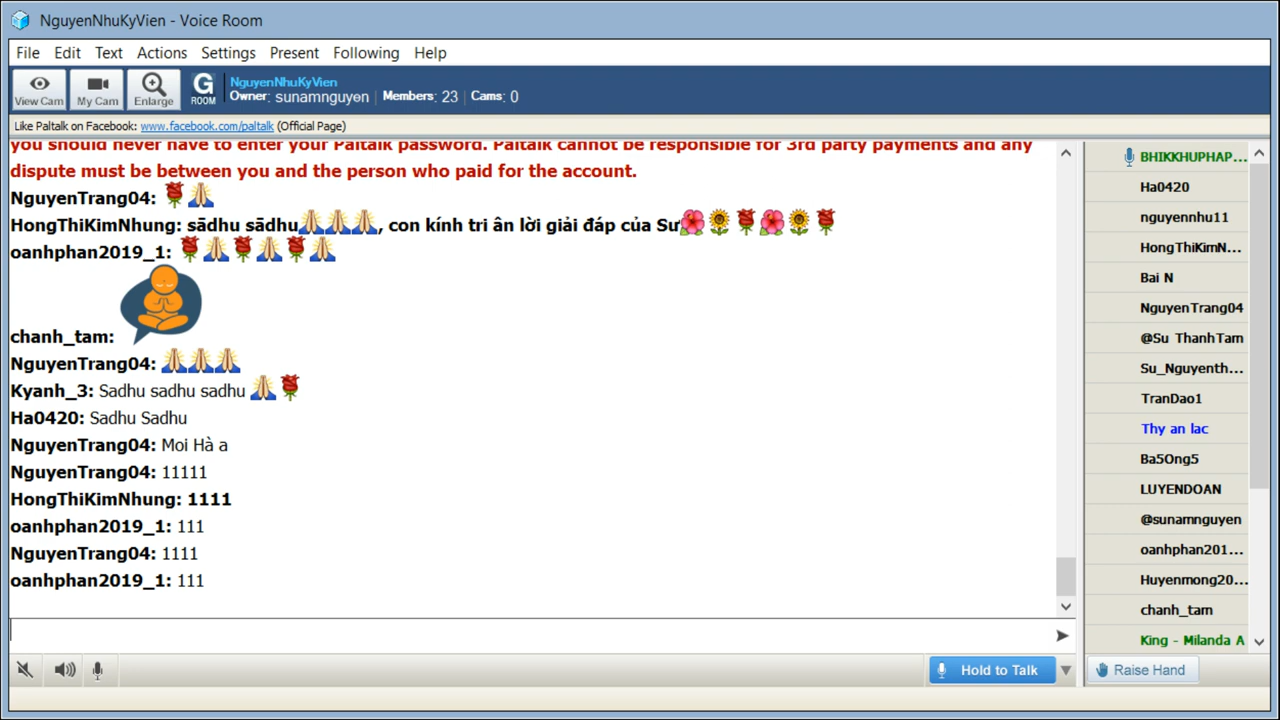 NguyenNhuKyVien - Voice Room
File Edit Text Actions Settings Present Following Help
View Cam
My Cam
Enlarge
G ROOM
NguyenNhuKyVien
Owner: sunamnguyen | Members: 23 | Cams: 0
Like Paltalk on Facebook: www.facebook.com/paltalk (Official Page)
you should never have to enter your Paltalk password. Paltalk cannot be responsible for 3rd party payments and any
dispute must be between you and the person who paid for the account.
NguyenTrang04: 🌹🙏
HongThiKimNhung: sādhu sādhu🙏🙏🙏, con kính tri ân lời giải đáp của Sư🌺🌻🌹🌺🌻🌹
oanhphan2019_1: 🌹🙏🌹🙏🌹🙏
chanh_tam:
NguyenTrang04: 🙏🙏🙏
Kyanh_3: Sadhu sadhu sadhu 🙏🌹
Ha0420: Sadhu Sadhu
NguyenTrang04: Moi Hà a
NguyenTrang04: 11111
HongThiKimNhung: 1111
oanhphan2019_1: 111
NguyenTrang04: 1111
oanhphan2019_1: 111
Hold to Talk
BHIKKHUPHAP...
Ha0420
nguyennhu11
HongThiKimN...
Bai N
NguyenTrang04
@Su ThanhTam
Su_Nguyenth...
TranDao1
Thy an lac
Ba5Ong5
LUYENDOAN
@sunamnguyen
oanhphan201...
Huyenmong20...
chanh_tam
King - Milanda A
Raise Hand